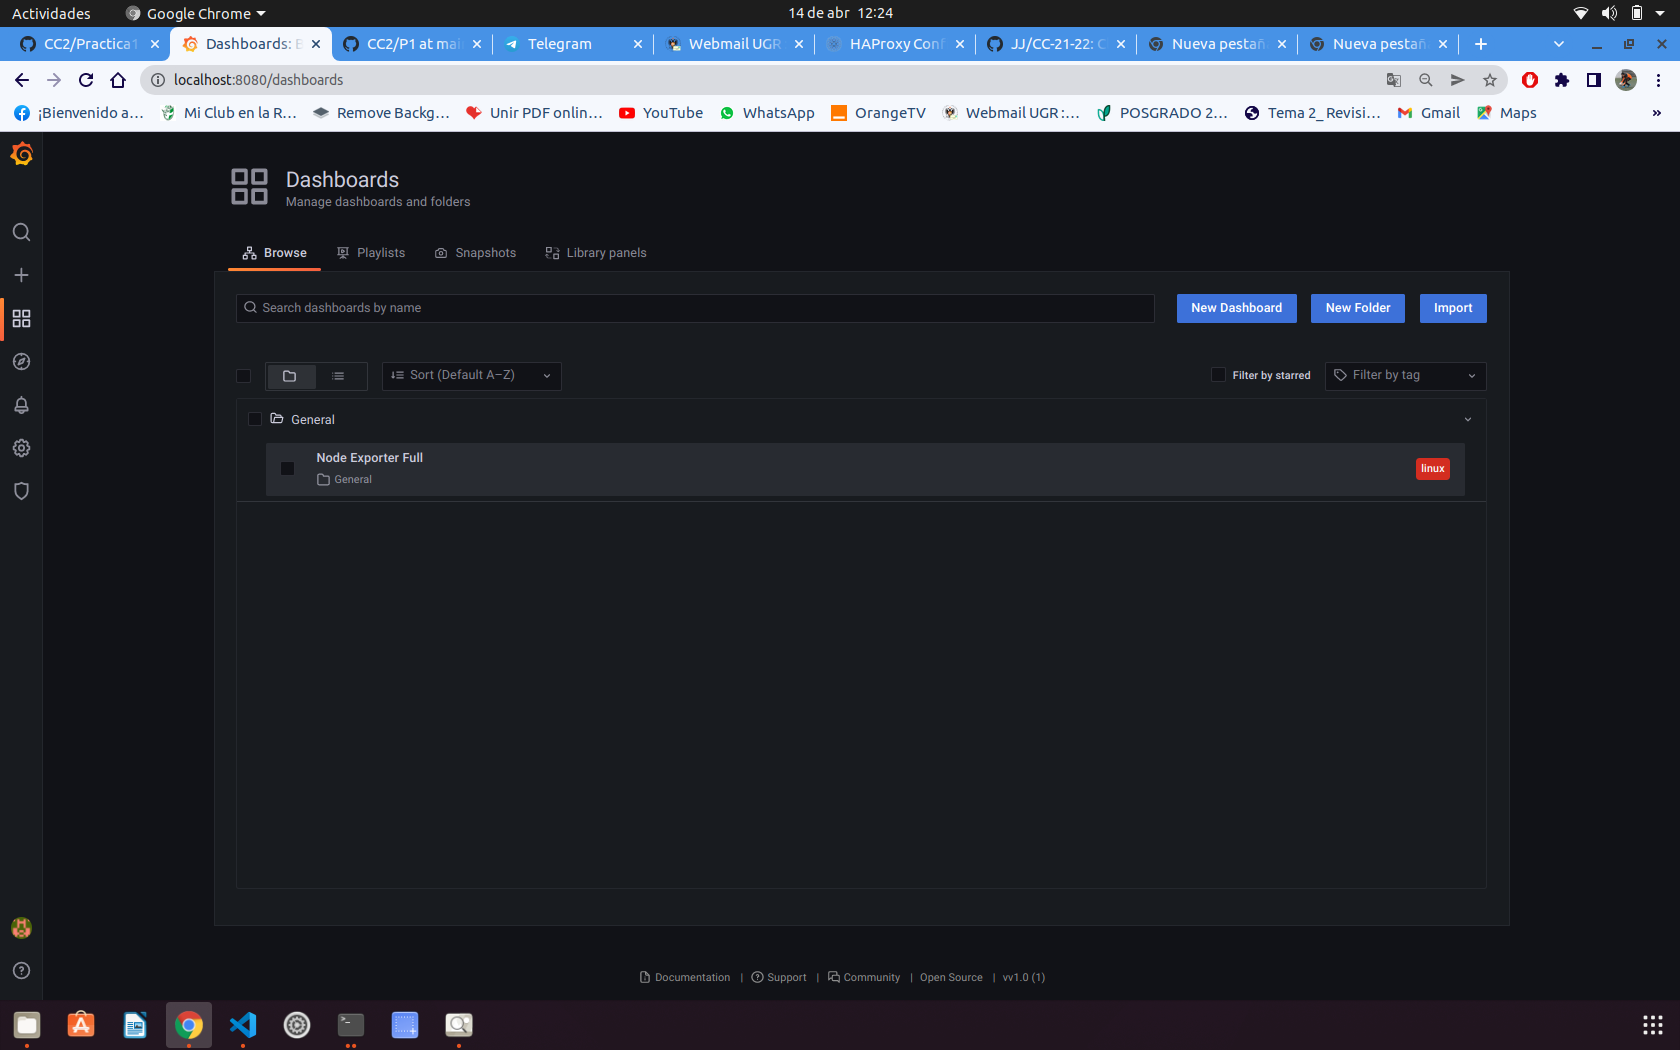 Actividades
Google Chrome
14 de abr 12:24
CC2/Practica1
Dashboards: B
CC2/P1 at mai
Telegram
Webmail UGR
HAProxy Conf
JJ/CC-21-22: C
Nueva pestañ
Nueva pestañ
localhost:8080/dashboards
¡Bienvenido a…
Mi Club en la R…
Remove Backg…
Unir PDF onlin…
YouTube
WhatsApp
OrangeTV
Webmail UGR :…
POSGRADO 2…
Tema 2_ Revisi…
Gmail
Maps
»
Dashboards
Manage dashboards and folders
Browse
Playlists
Snapshots
Library panels
Search dashboards by name
New Dashboard
New Folder
Import
Sort (Default A–Z)
Filter by starred
Filter by tag
General
Node Exporter Full
General
linux
Documentation | Support | Community | Open Source | vv1.0 (1)